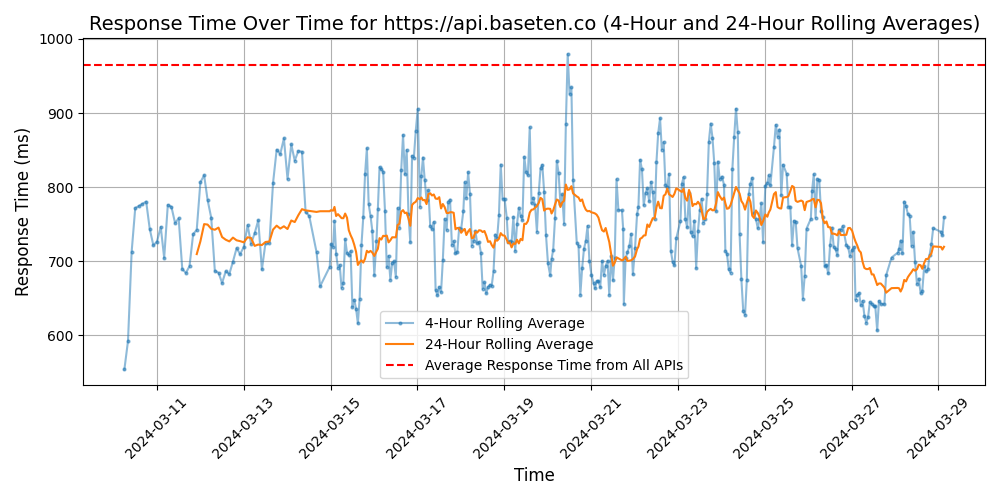 Response Time Over Time for https://api.baseten.co (4-Hour and 24-Hour Rolling Averages)
Response Time (ms)
1000
900
800
700
600
4-Hour Rolling Average
24-Hour Rolling Average
Average Response Time from All APIs
2024-03-11
2024-03-13
2024-03-15
2024-03-17
2024-03-19
2024-03-21
2024-03-23
2024-03-25
2024-03-27
2024-03-29
Time